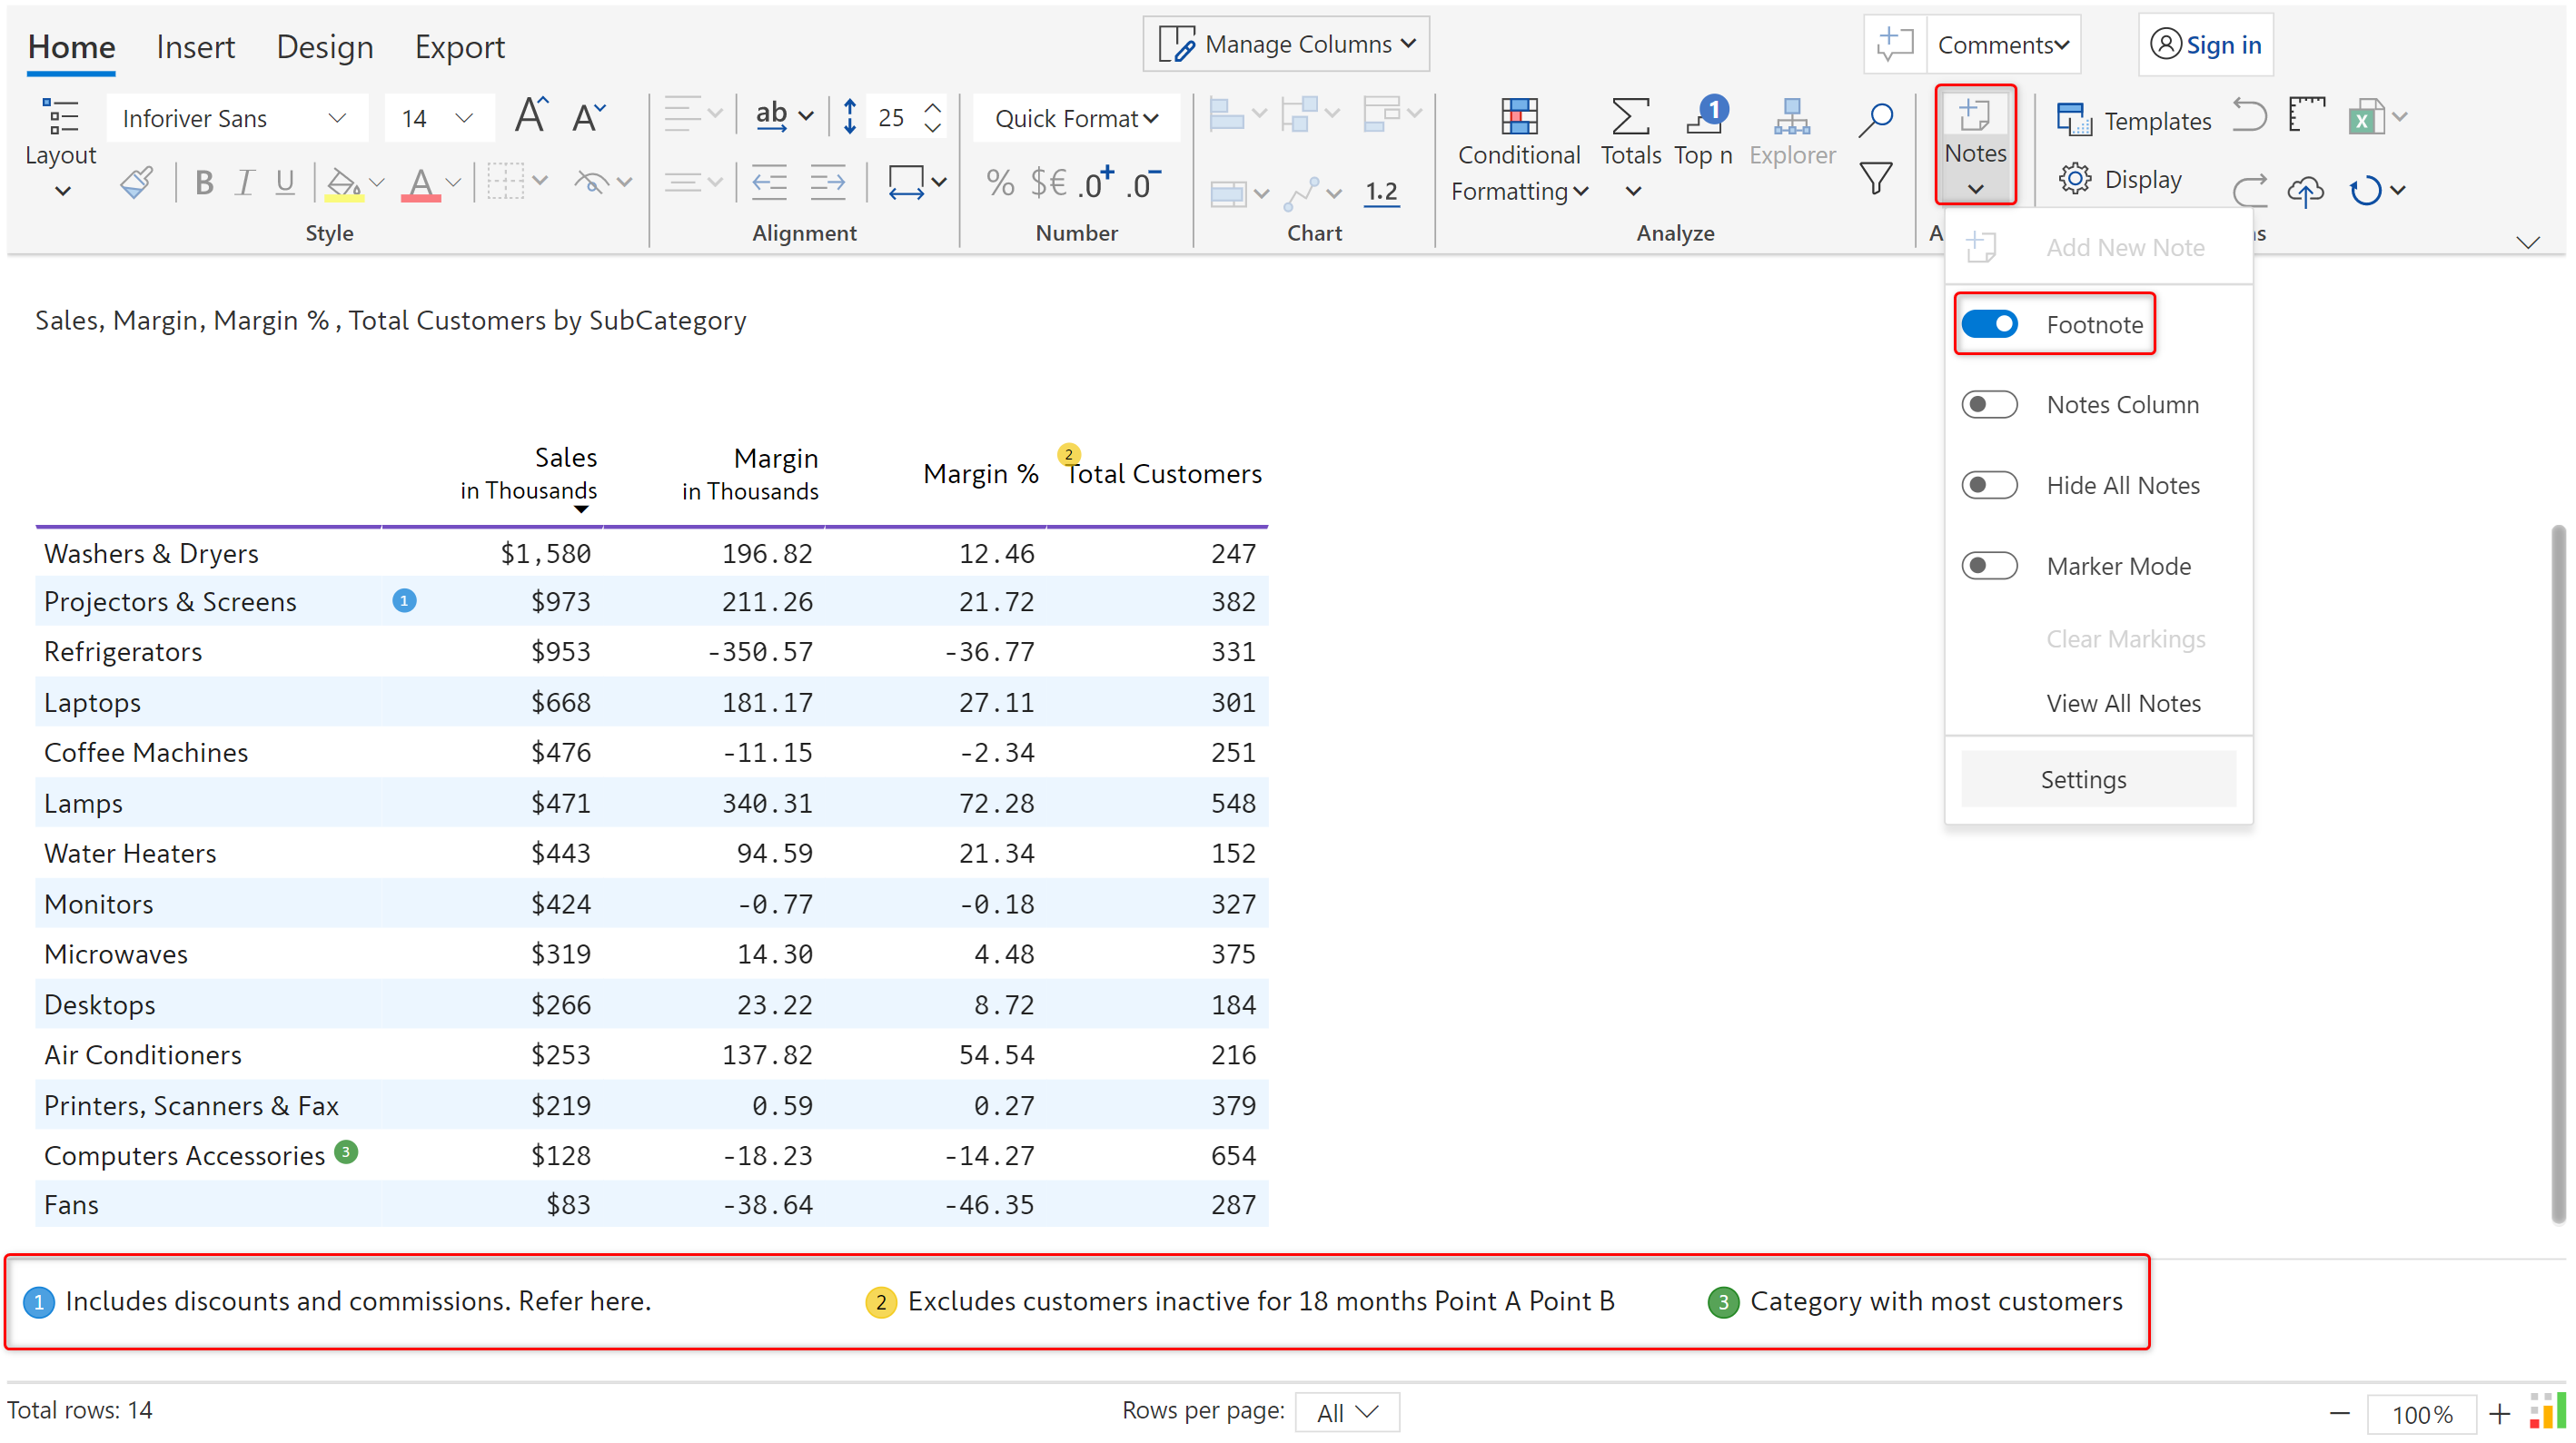 Home Insert Design Export Manage Columns Comments Sign in
Inforiver Sans 14 A A ab 25 Quick Format 1 Templates
Layout Conditional Formatting Totals Top n Explorer Notes
B I U A % $€ .0+ .0- 1.2 Display
Style Alignment Number Chart Analyze A s
Add New Note
Footnote
Notes Column
Hide All Notes
Marker Mode
Clear Markings
View All Notes
Settings
Sales, Margin, Margin % , Total Customers by SubCategory
Sales in Thousands Margin in Thousands Margin % 2 Total Customers
Washers & Dryers $1,580 196.82 12.46 247
Projectors & Screens 1 $973 211.26 21.72 382
Refrigerators $953 -350.57 -36.77 331
Laptops $668 181.17 27.11 301
Coffee Machines $476 -11.15 -2.34 251
Lamps $471 340.31 72.28 548
Water Heaters $443 94.59 21.34 152
Monitors $424 -0.77 -0.18 327
Microwaves $319 14.30 4.48 375
Desktops $266 23.22 8.72 184
Air Conditioners $253 137.82 54.54 216
Printers, Scanners & Fax $219 0.59 0.27 379
Computers Accessories 3 $128 -18.23 -14.27 654
Fans $83 -38.64 -46.35 287
1 Includes discounts and commissions. Refer here. 2 Excludes customers inactive for 18 months Point A Point B 3 Category with most customers
Total rows: 14 Rows per page: All 100%